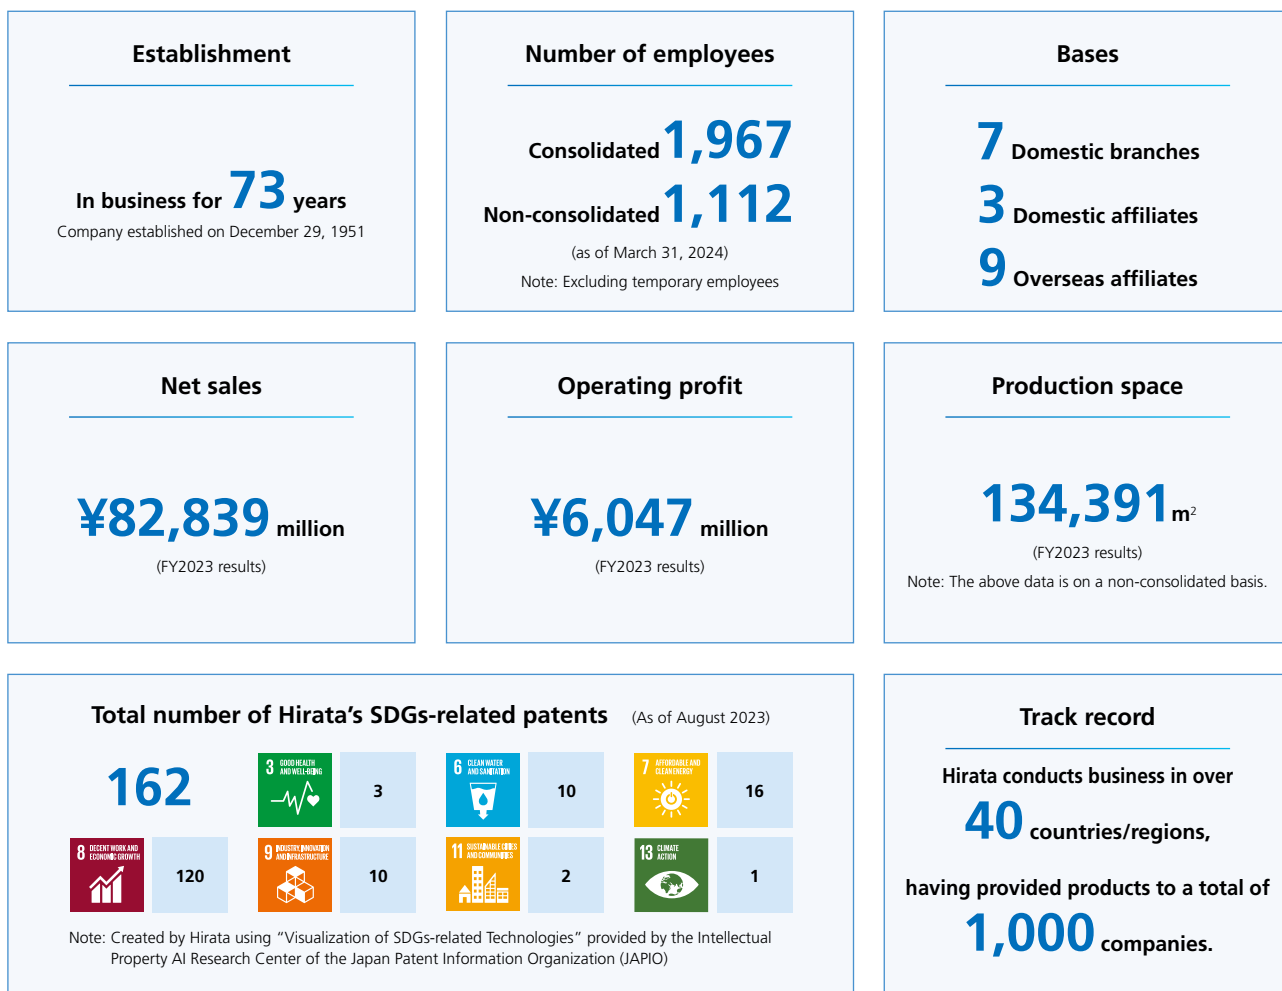 Establishment
In business for 73 years
Company established on December 29, 1951
Number of employees
Consolidated 1,967
Non-consolidated 1,112
(as of March 31, 2024)
Note: Excluding temporary employees
Bases
7 Domestic branches
3 Domestic affiliates
9 Overseas affiliates
Net sales
¥82,839 million
(FY2023 results)
Operating profit
¥6,047 million
(FY2023 results)
Production space
134,391 m²
(FY2023 results)
Note: The above data is on a non-consolidated basis.
Total number of Hirata’s SDGs-related patents (As of August 2023)
162
3 GOOD HEALTH
AND WELL-BEING
3
6 CLEAN WATER
AND SANITATION
10
7 AFFORDABLE AND
CLEAN ENERGY
16
8 DECENT WORK AND
ECONOMIC GROWTH
120
9 INDUSTRY, INNOVATION
AND INFRASTRUCTURE
10
11 SUSTAINABLE CITIES
AND COMMUNITIES
2
13 CLIMATE
ACTION
1
Note: Created by Hirata using “Visualization of SDGs-related Technologies” provided by the Intellectual
Property AI Research Center of the Japan Patent Information Organization (JAPIO)
Track record
Hirata conducts business in over
40 countries/regions,
having provided products to a total of
1,000 companies.